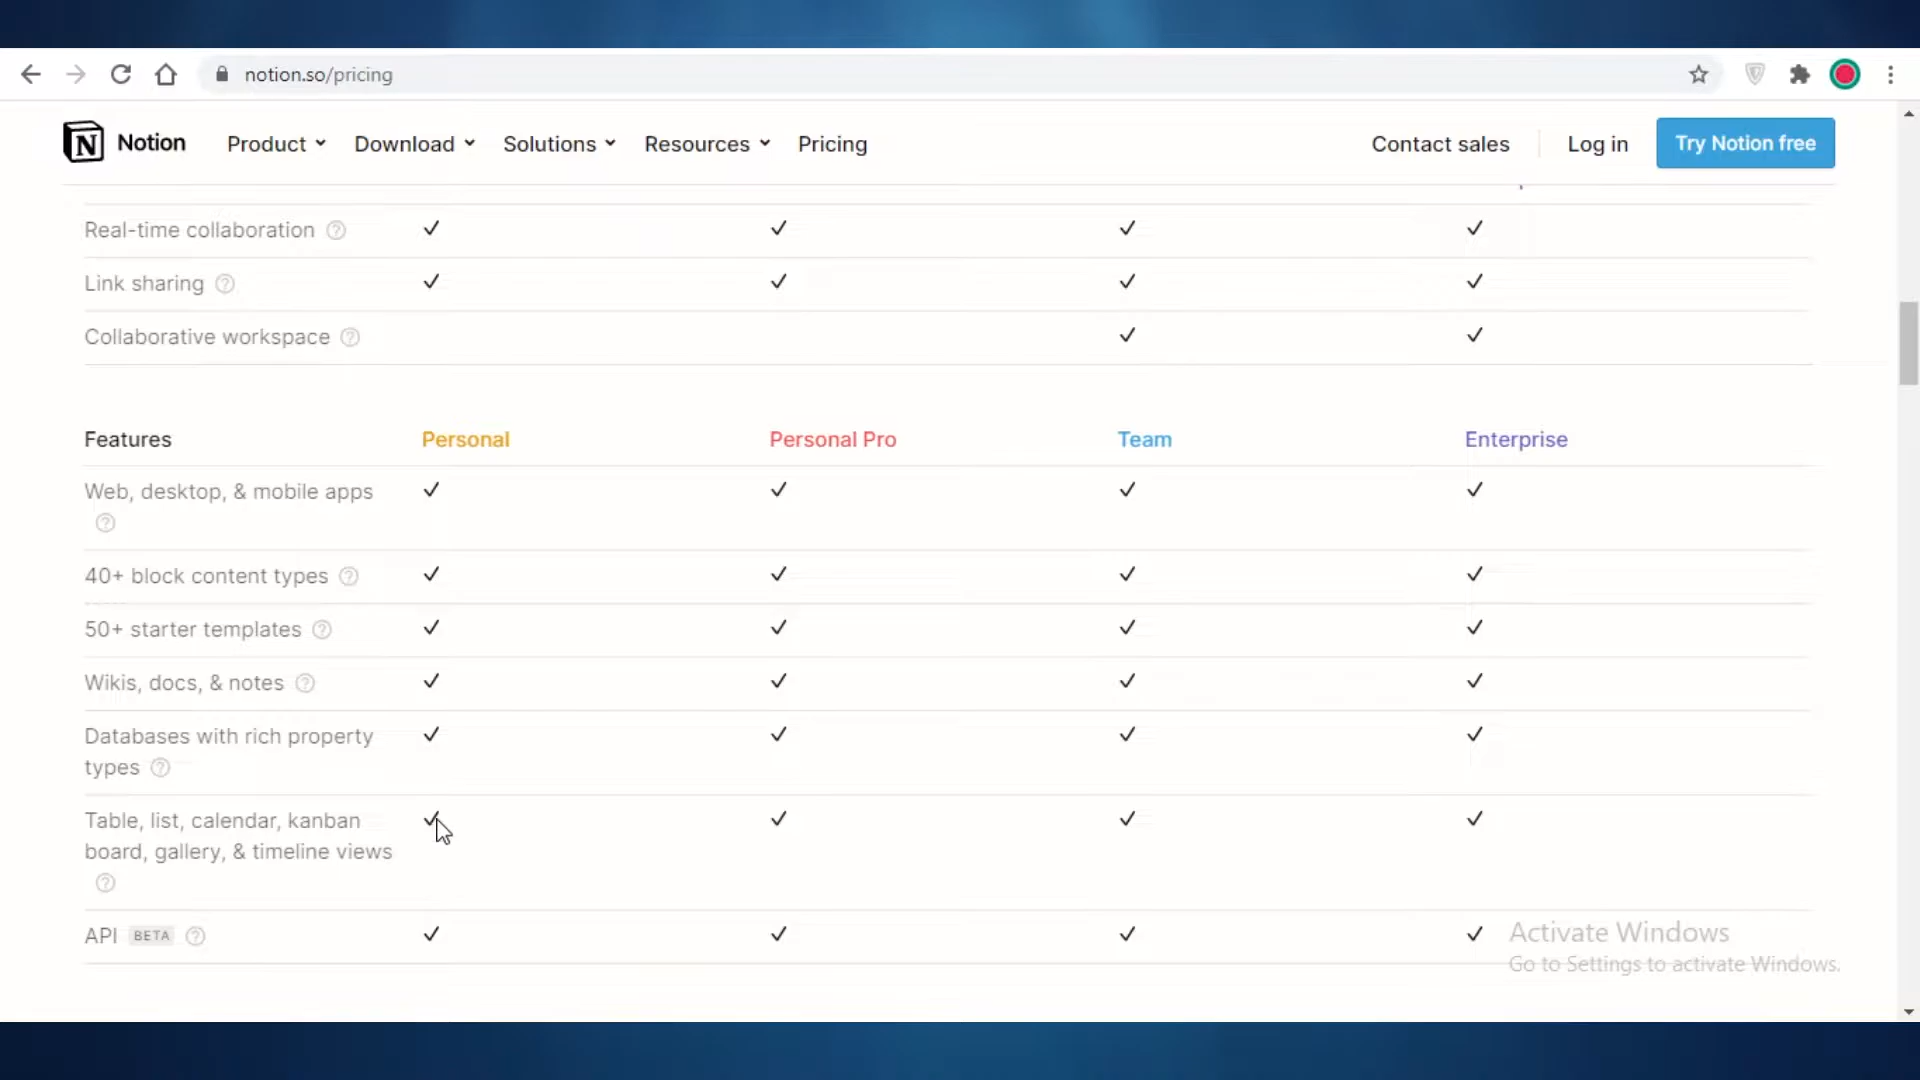 notion.so/pricing
Notion Product Download Solutions Resources Pricing Contact sales Log in Try Notion free
Real-time collaboration ? ✓ ✓ ✓ ✓
Link sharing ? ✓ ✓ ✓ ✓
Collaborative workspace ? ✓ ✓
Features Personal Personal Pro Team Enterprise
Web, desktop, & mobile apps ✓ ✓ ✓ ✓
?
40+ block content types ? ✓ ✓ ✓ ✓
50+ starter templates ? ✓ ✓ ✓ ✓
Wikis, docs, & notes ? ✓ ✓ ✓ ✓
Databases with rich property ✓ ✓ ✓ ✓
types ?
Table, list, calendar, kanban ✓ ✓ ✓ ✓
board, gallery, & timeline views
?
API BETA ? ✓ ✓ ✓ ✓
Activate Windows
Go to Settings to activate Windows.